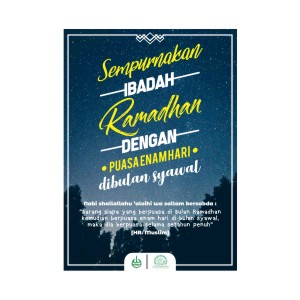 Sempurnakan
IBADAH
Ramadhan
DENGAN
• PUASA ENAM HARI •
dibulan syawal
Nabi shallallahu 'alaihi wa sallam bersabda :
"Barang siapa yang berpuasa di bulan Ramadhan
kemudian berpuasa enam hari di bulan Syawal,
maka dia berpuasa selama setahun penuh"
(HR. Muslim)